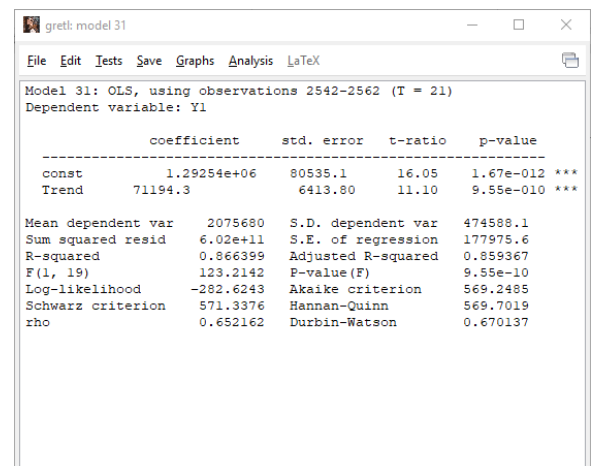 gretl: model 31
File Edit Tests Save Graphs Analysis LaTeX
Model 31: OLS, using observations 2542-2562 (T = 21)
Dependent variable: Y1
coefficient std. error t-ratio p-value
---------------------------------------------------------------
const 1.29254e+06 80535.1 16.05 1.67e-012 ***
Trend 71194.3 6413.80 11.10 9.55e-010 ***
Mean dependent var 2075680 S.D. dependent var 474588.1
Sum squared resid 6.02e+11 S.E. of regression 177975.6
R-squared 0.866399 Adjusted R-squared 0.859367
F(1, 19) 123.2142 P-value(F) 9.55e-10
Log-likelihood -282.6243 Akaike criterion 569.2485
Schwarz criterion 571.3376 Hannan-Quinn 569.7019
rho 0.652162 Durbin-Watson 0.670137